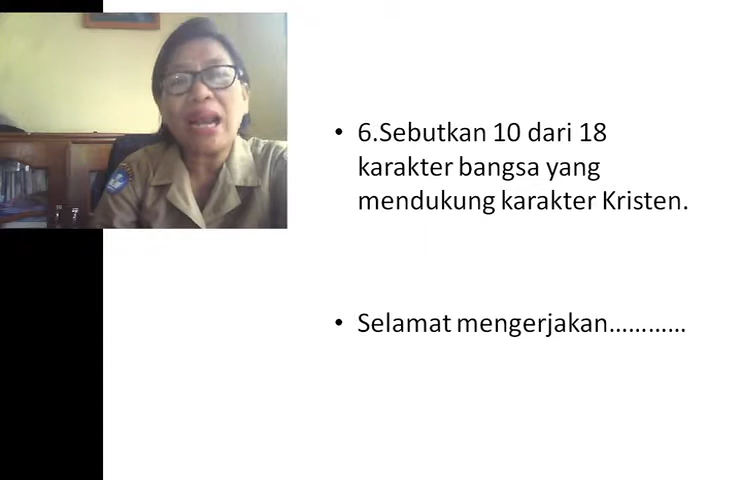 • 6.Sebutkan 10 dari 18
karakter bangsa yang
mendukung karakter Kristen.
• Selamat mengerjakan…………